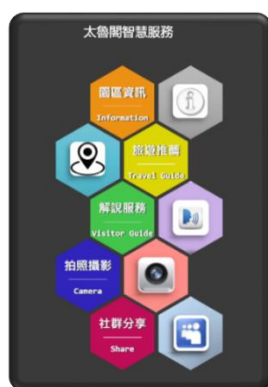 太魯閣智慧服務
園區資訊
Information
旅遊推薦
Travel Guide
解說服務
Visitor Guide
拍照攝影
Camera
社群分享
Share